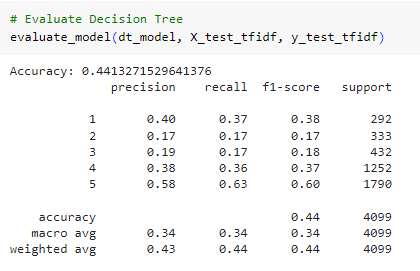 # Evaluate Decision Tree
evaluate_model(dt_model, X_test_tfidf, y_test_tfidf)
Accuracy: 0.4413271529641376
precision recall f1-score support
1 0.40 0.37 0.38 292
2 0.17 0.17 0.17 333
3 0.19 0.17 0.18 432
4 0.38 0.36 0.37 1252
5 0.58 0.63 0.60 1790
accuracy 0.44 4099
macro avg 0.34 0.34 0.34 4099
weighted avg 0.43 0.44 0.44 4099